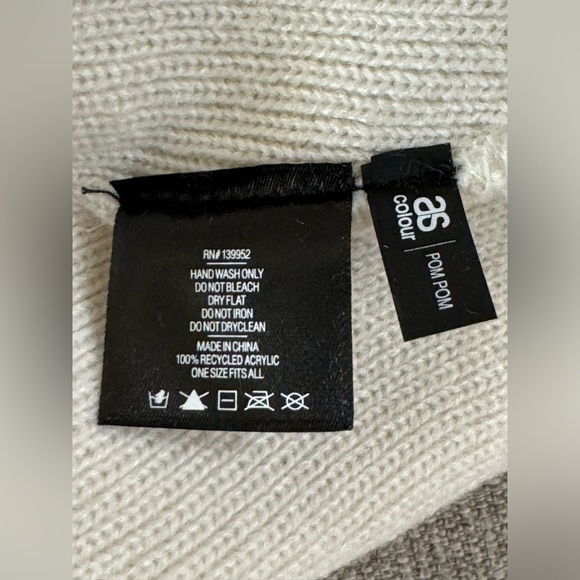 RN# 139952
HAND WASH ONLY
DO NOT BLEACH
DRY FLAT
DO NOT IRON
DO NOT DRYCLEAN
MADE IN CHINA
100% RECYCLED ACRYLIC
ONE SIZE FITS ALL
as
colour
POM POM